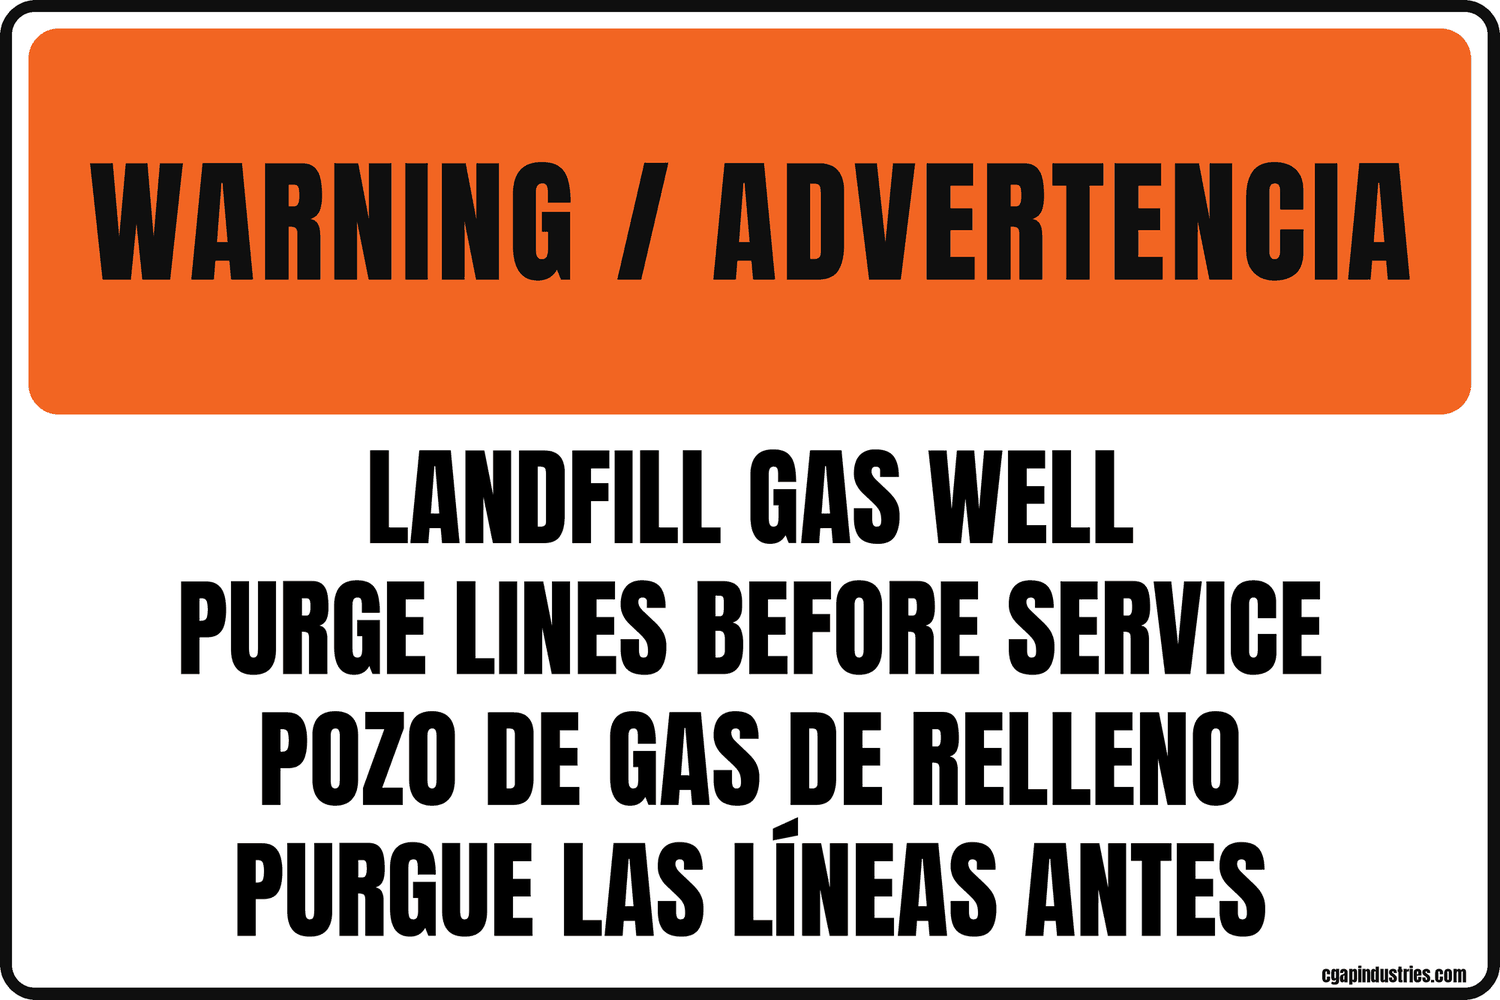 WARNING / ADVERTENCIA
LANDFILL GAS WELL
PURGE LINES BEFORE SERVICE
POZO DE GAS DE RELLENO
PURGUE LAS LÍNEAS ANTES
cgapindustries.com